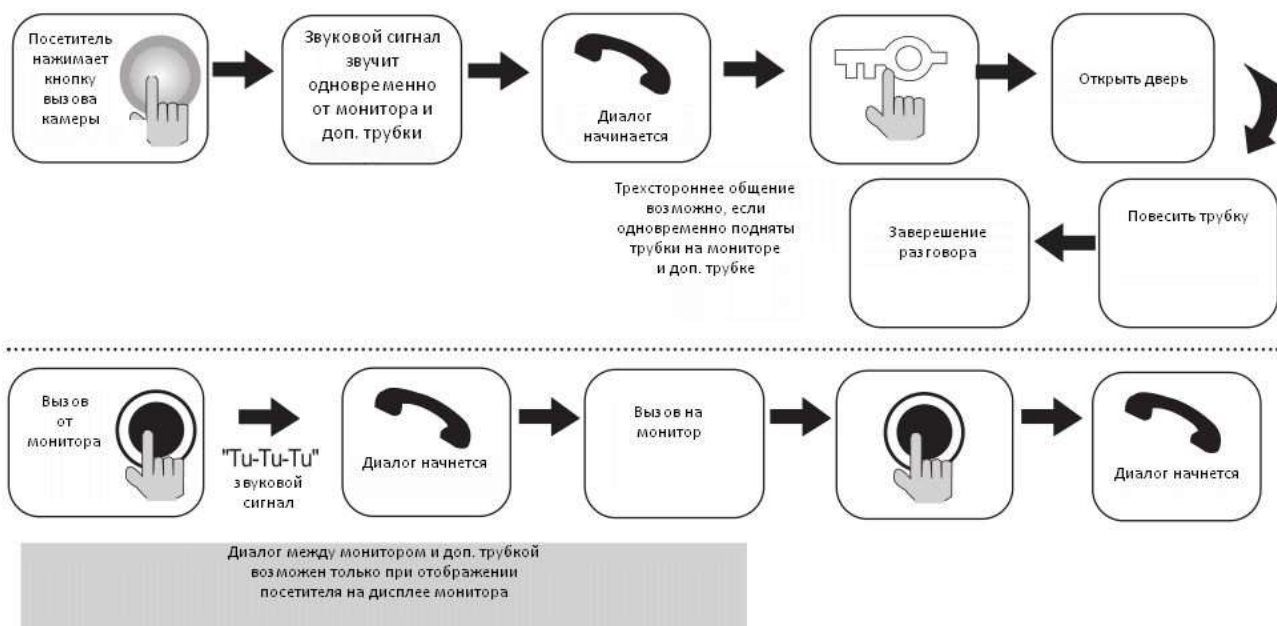 Посетитель
нажимает
кнопку
вызова
камеры
Звуковой сигнал
звучит
одновременно
от монитора и
доп. трубки
Диалог
начинается
Открыть дверь
Трехстороннее общение
возможно, если
одновременно подняты
трубки на мониторе
и доп. трубке
Заверешение
разговора
Повесить трубку
Вызов
от
монитора
"Tu-Tu-Tu"
звуковой
сигнал
Диалог начнется
Вызов на
монитор
Диалог начнется
Диалог между монитором и доп. трубкой
возможен только при отображении
посетителя на дисплее монитора